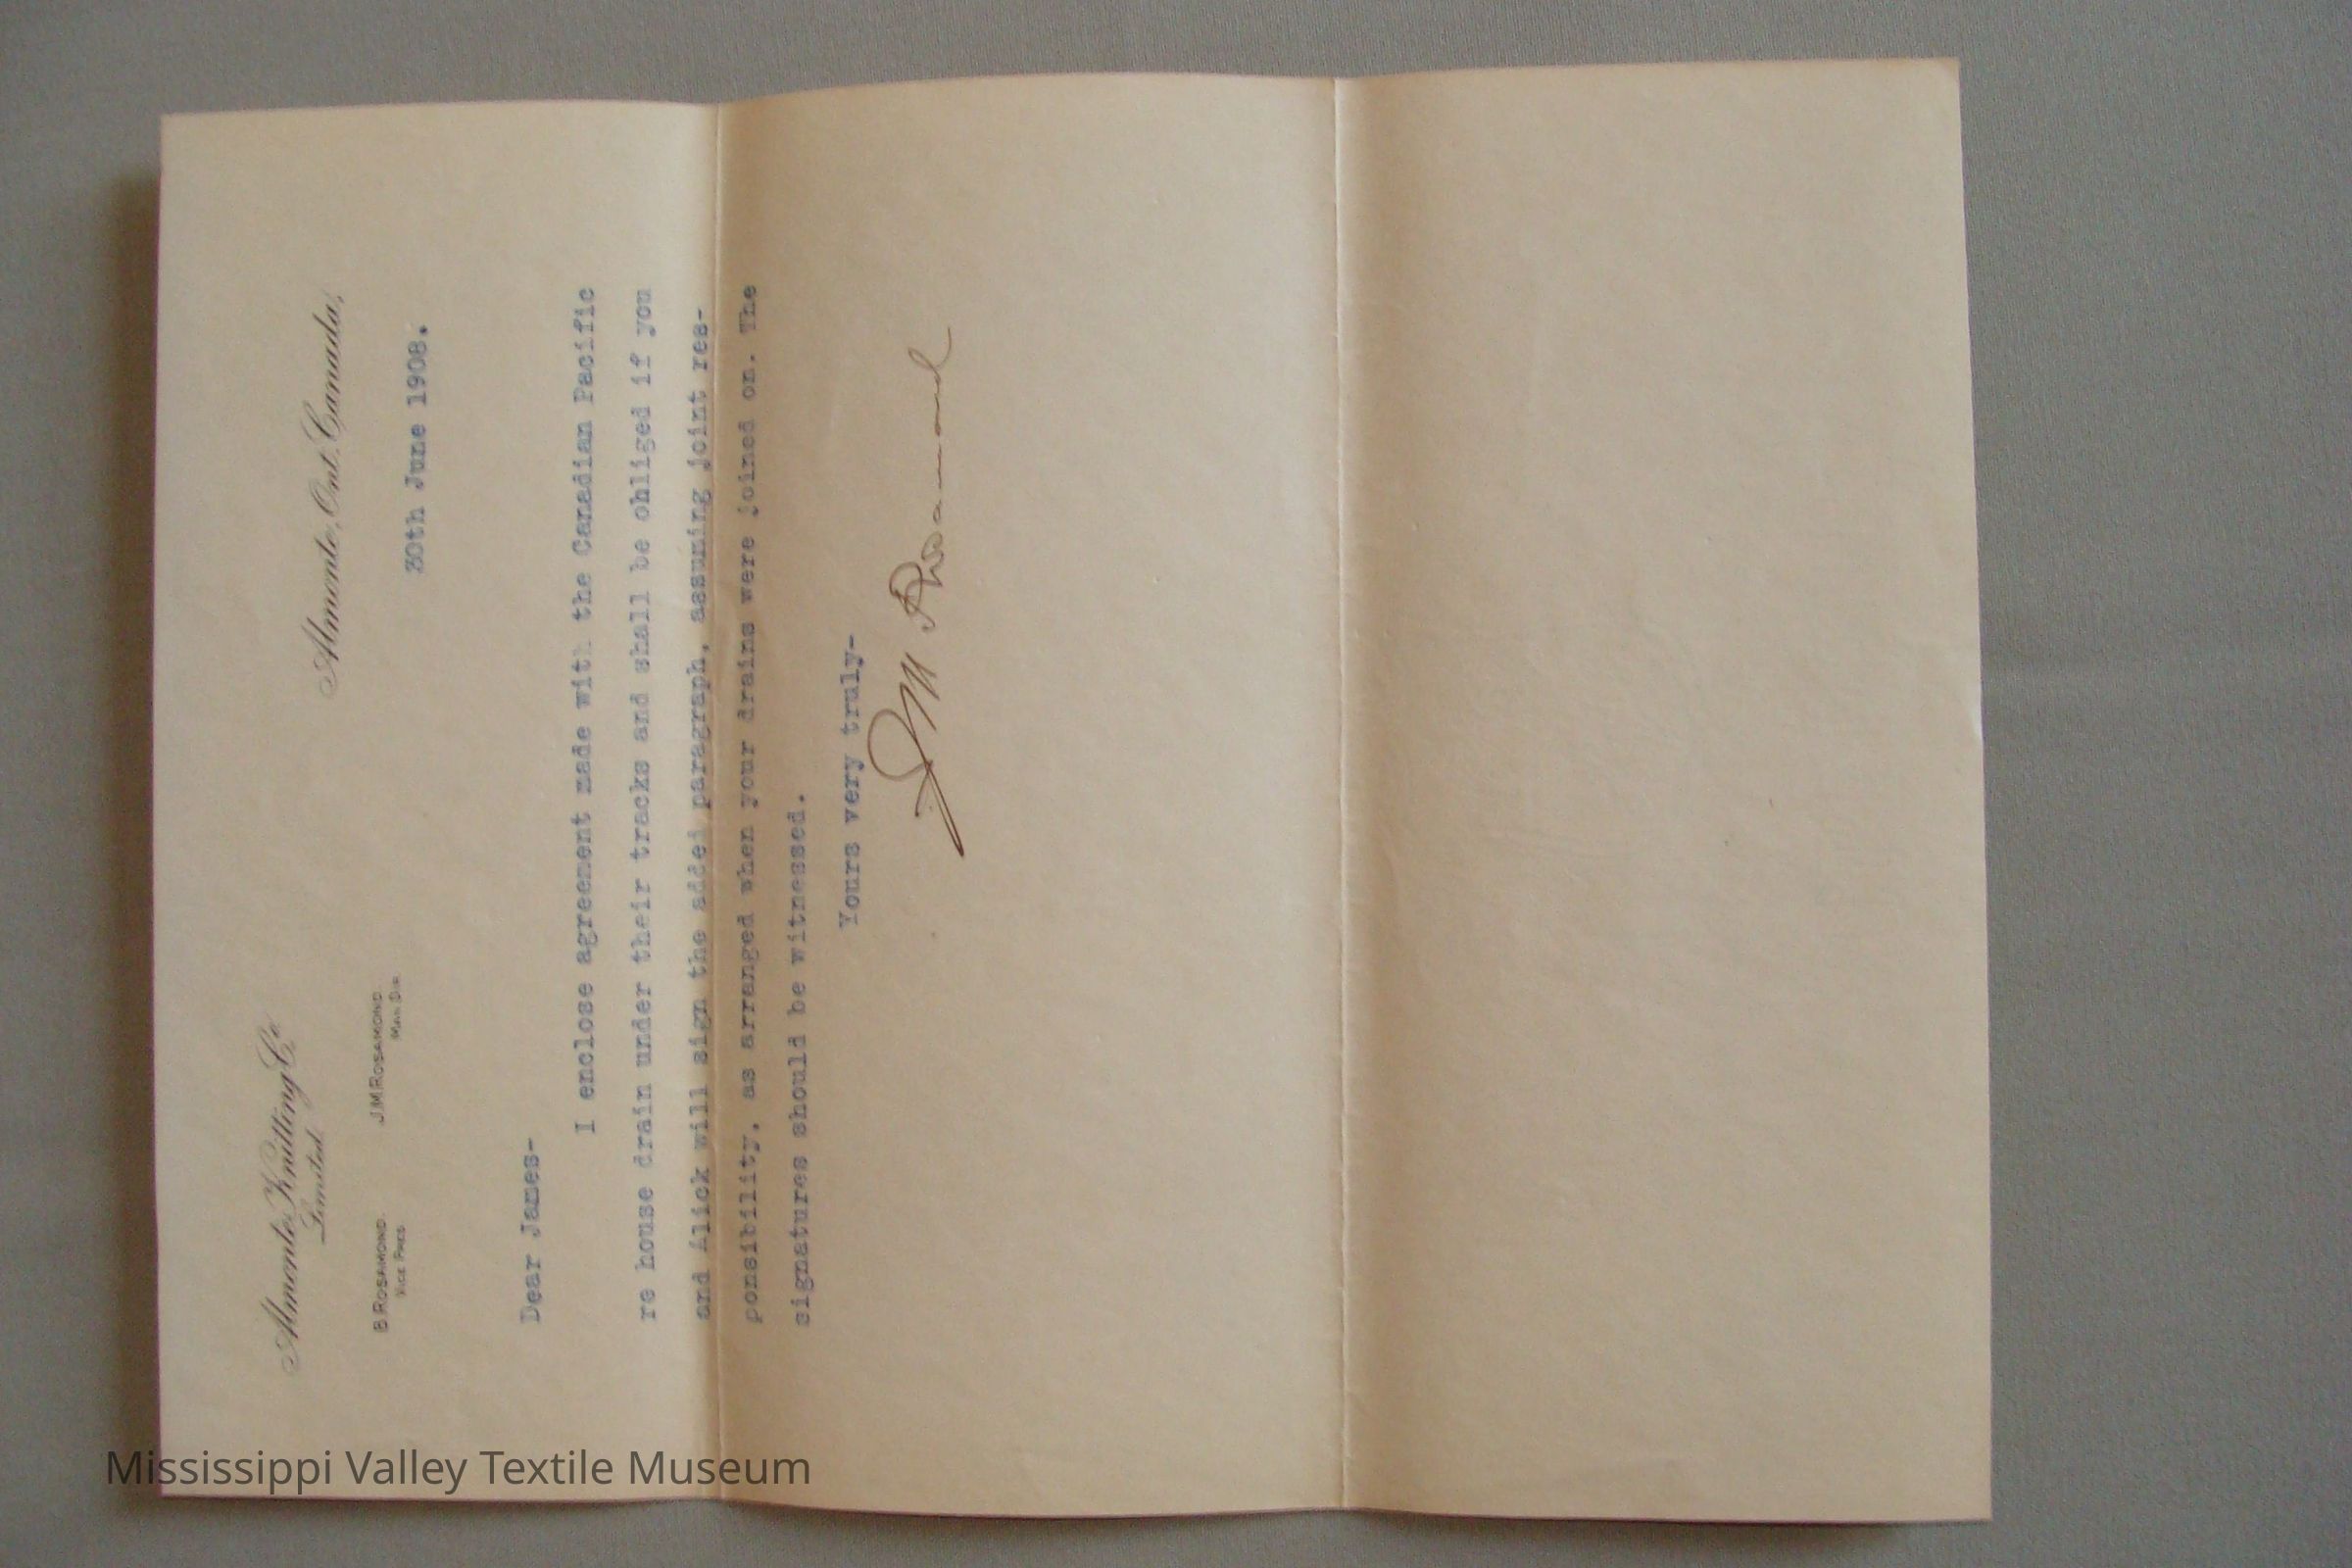 Almonte Knitting Co
Limited
Almonte, Ont. Canada,
B. ROSAMOND.
VICE PRES
J.M. ROSAMOND.
MAN. DIR
30th June 1908.
Dear James-
I enclose agreement made with the Canadian Pacific
re house drain under their tracks and shall be obliged if you
and Alick will sign the added paragraph, assuming joint res-
ponsibility, as arranged when your drains were joined on. The
signatures should be witnessed.
Yours very truly-
J M Rosamond
Mississippi Valley Textile Museum